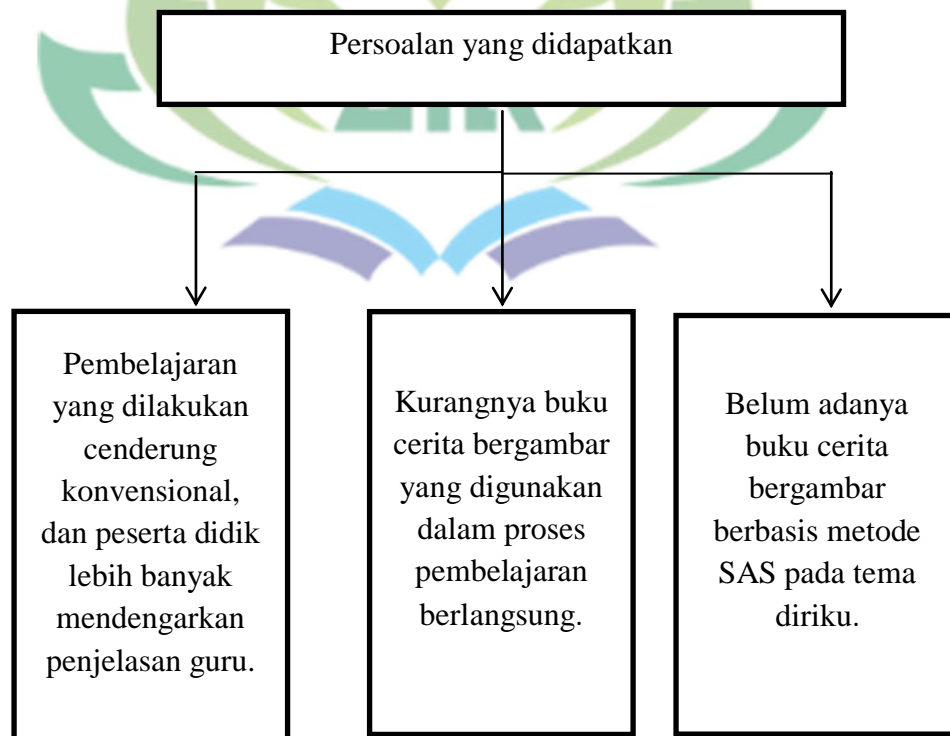 Persoalan yang didapatkan
Pembelajaran
yang dilakukan
cenderung
konvensional,
dan peserta didik
lebih banyak
mendengarkan
penjelasan guru.
Kurangnya buku
cerita bergambar
yang digunakan
dalam proses
pembelajaran
berlangsung.
Belum adanya
buku cerita
bergambar
berbasis metode
SAS pada tema
diriku.